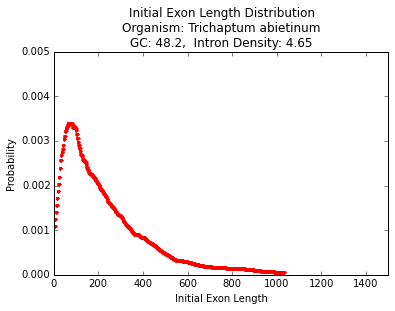 Initial Exon Length Distribution
Organism: Trichaptum abietinum
GC: 48.2,  Intron Density: 4.65
0.005
0.004
0.003
0.002
0.001
0.000
Probability
0
200
400
600
800
1000
1200
1400
Initial Exon Length